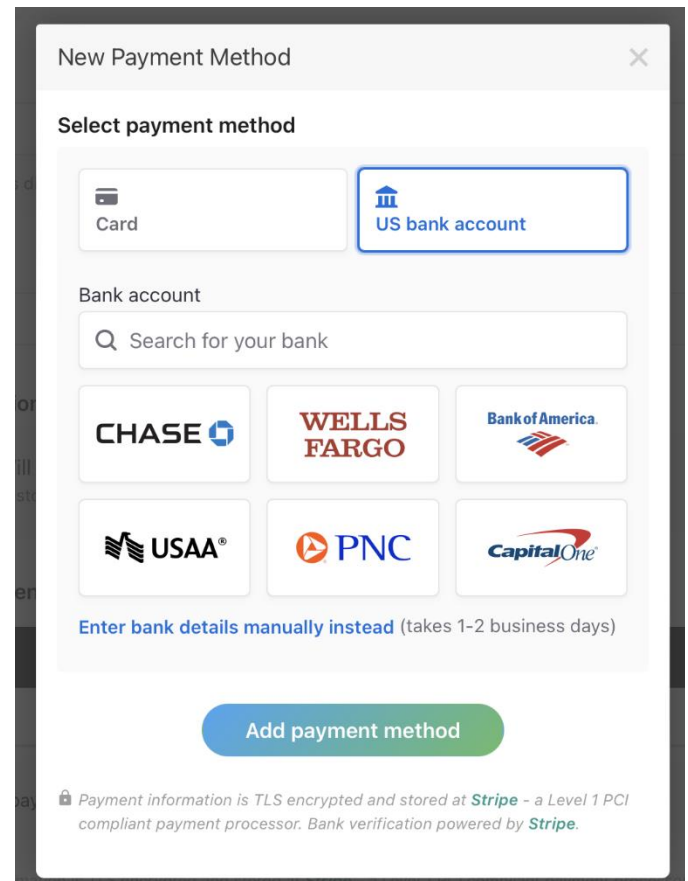 New Payment Method
Select payment method
Card
US bank account
Bank account
Search for your bank
CHASE
WELLS
FARGO
Bank of America
USAA®
PNC
Capital One
Enter bank details manually instead (takes 1-2 business days)
Add payment method
Payment information is TLS encrypted and stored at Stripe - a Level 1 PCI
compliant payment processor. Bank verification powered by Stripe.